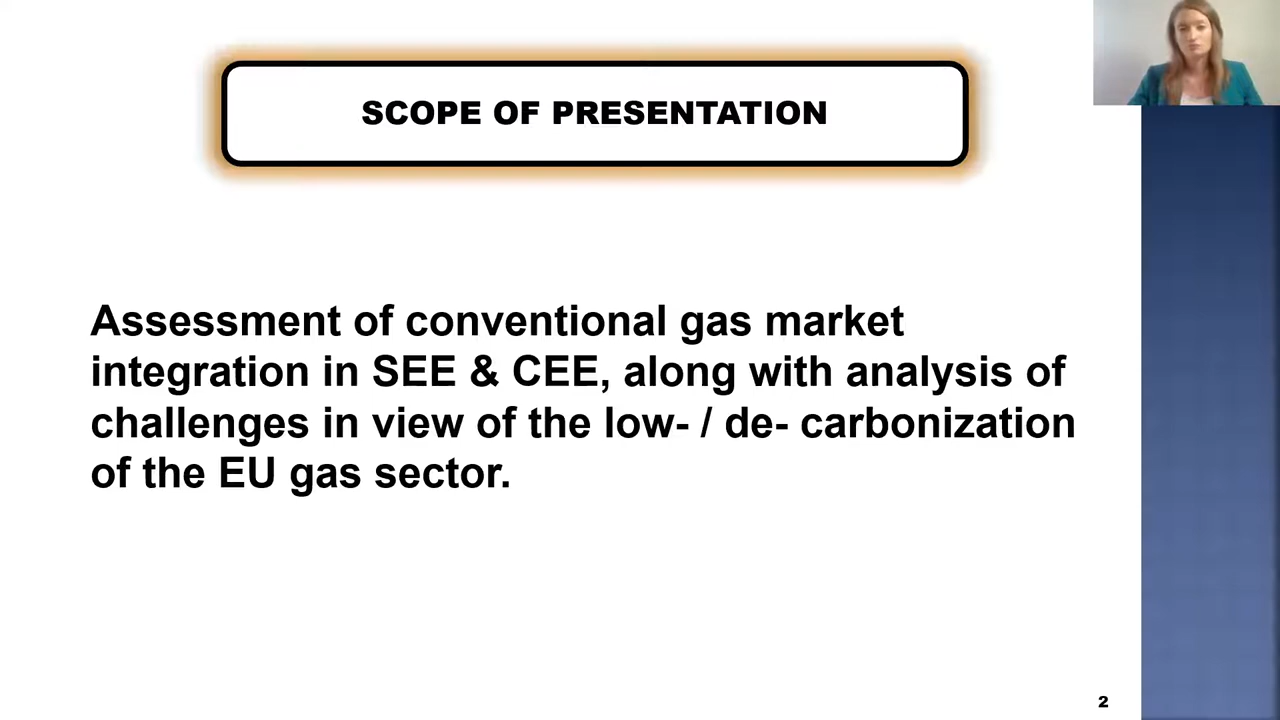 SCOPE OF PRESENTATION
Assessment of conventional gas market
integration in SEE & CEE, along with analysis of
challenges in view of the low- / de- carbonization
of the EU gas sector.
2